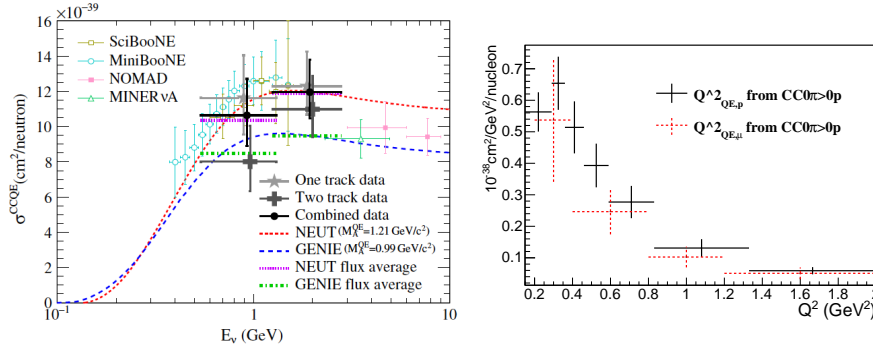 ×10⁻³⁹
16
14
12
10
8
6
4
2
0
σ^CCQE (cm²/neutron)
SciBooNE
MiniBooNE
NOMAD
MINERνA
One track data
Two track data
Combined data
NEUT (M_A^QE=1.21 GeV/c²)
GENIE (M_A^QE=0.99 GeV/c²)
NEUT flux average
GENIE flux average
10⁻¹ 1 10
E_ν (GeV)
10⁻³⁸cm²/GeV²/nucleon
0.7
0.6
0.5
0.4
0.3
0.2
0.1
Q^2_QE,p from CC0π>0p
Q^2_QE,μ from CC0π>0p
0.2 0.4 0.6 0.8 1 1.2 1.4 1.6 1.8 2
Q^2 (GeV²)